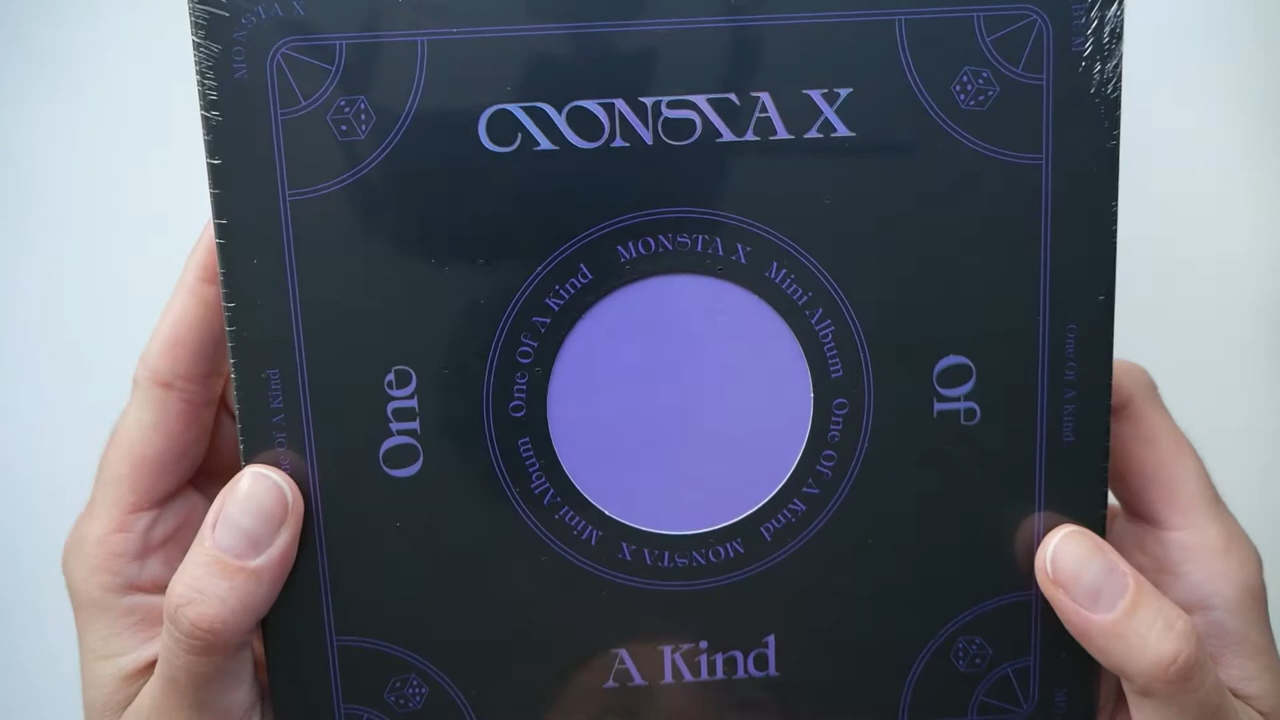 MONSTA X
MONSTA X
MONSTA X Mini Album One Of A Kind MONSTA X Mini Album One Of A Kind
One
Of
A Kind
Of A Kind
One Of A Kind